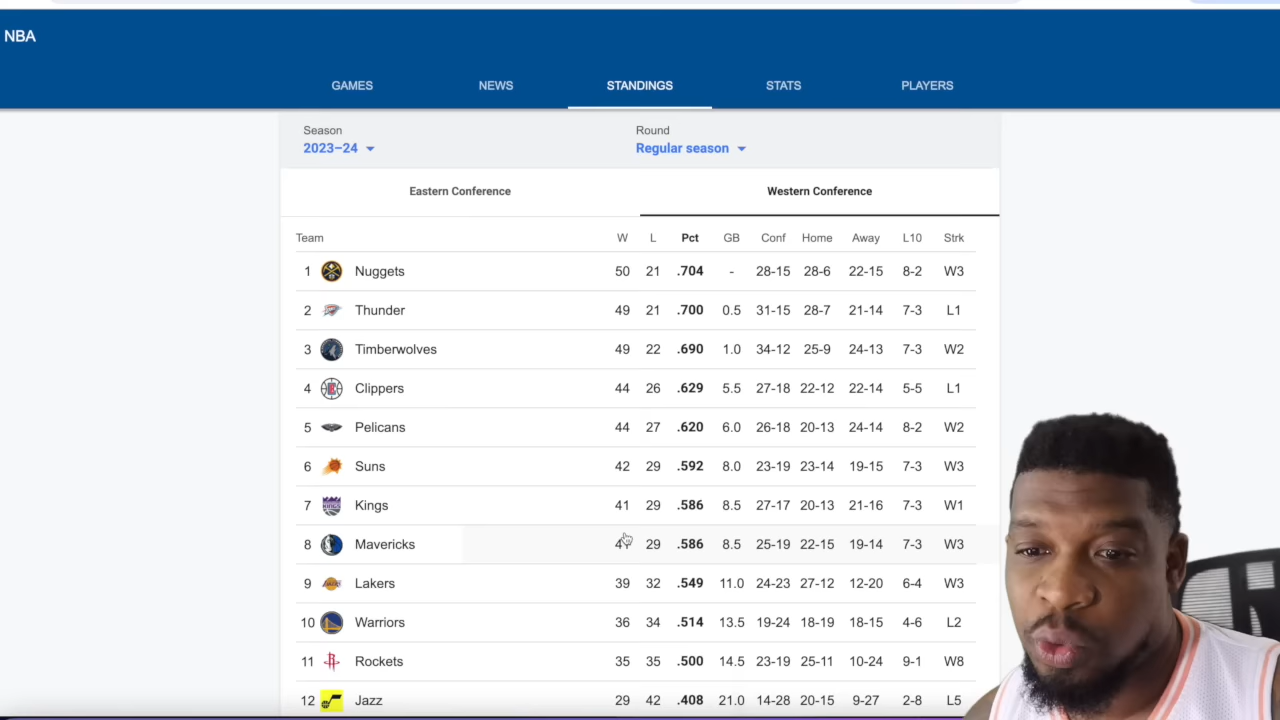 NBA
GAMES NEWS STANDINGS STATS PLAYERS
Season Round
2023–24 Regular season
Eastern Conference Western Conference
Team W L Pct GB Conf Home Away L10 Strk
1 Nuggets 50 21 .704 - 28-15 28-6 22-15 8-2 W3
2 Thunder 49 21 .700 0.5 31-15 28-7 21-14 7-3 L1
3 Timberwolves 49 22 .690 1.0 34-12 25-9 24-13 7-3 W2
4 Clippers 44 26 .629 5.5 27-18 22-12 22-14 5-5 L1
5 Pelicans 44 27 .620 6.0 26-18 20-13 24-14 8-2 W2
6 Suns 42 29 .592 8.0 23-19 23-14 19-15 7-3 W3
7 Kings 41 29 .586 8.5 27-17 20-13 21-16 7-3 W1
8 Mavericks 29 .586 8.5 25-19 22-15 19-14 7-3 W3
9 Lakers 39 32 .549 11.0 24-23 27-12 12-20 6-4 W3
10 Warriors 36 34 .514 13.5 19-24 18-19 18-15 4-6 L2
11 Rockets 35 35 .500 14.5 23-19 25-11 10-24 9-1 W8
12 Jazz 29 42 .408 21.0 14-28 20-15 9-27 2-8 L5